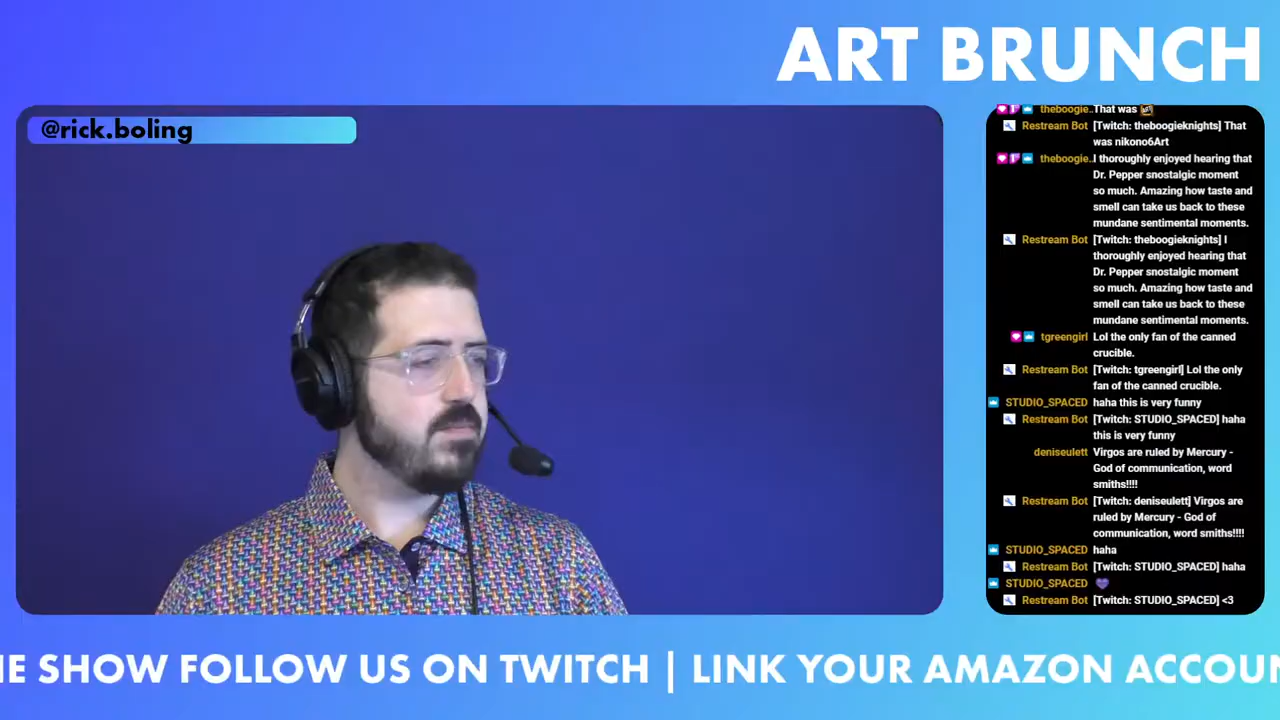 ART BRUNCH
@rick.boling
theboogie.. That was
Restream Bot [Twitch: theboogieknights] That
was nikono6Art
theboogie.. I thoroughly enjoyed hearing that
Dr. Pepper snostalgic moment
so much. Amazing how taste and
smell can take us back to these
mundane sentimental moments.
Restream Bot [Twitch: theboogieknights] I
thoroughly enjoyed hearing that
Dr. Pepper snostalgic moment
so much. Amazing how taste and
smell can take us back to these
mundane sentimental moments.
tgreengirl Lol the only fan of the canned
crucible.
Restream Bot [Twitch: tgreengirl] Lol the only
fan of the canned crucible.
STUDIO_SPACED haha this is very funny
Restream Bot [Twitch: STUDIO_SPACED] haha
this is very funny
deniseulett Virgos are ruled by Mercury -
God of communication, word
smiths!!!!
Restream Bot [Twitch: deniseulett] Virgos are
ruled by Mercury - God of
communication, word smiths!!!!
STUDIO_SPACED haha
Restream Bot [Twitch: STUDIO_SPACED] haha
STUDIO_SPACED 💜
Restream Bot [Twitch: STUDIO_SPACED] <3
HE SHOW FOLLOW US ON TWITCH | LINK YOUR AMAZON ACCOUN